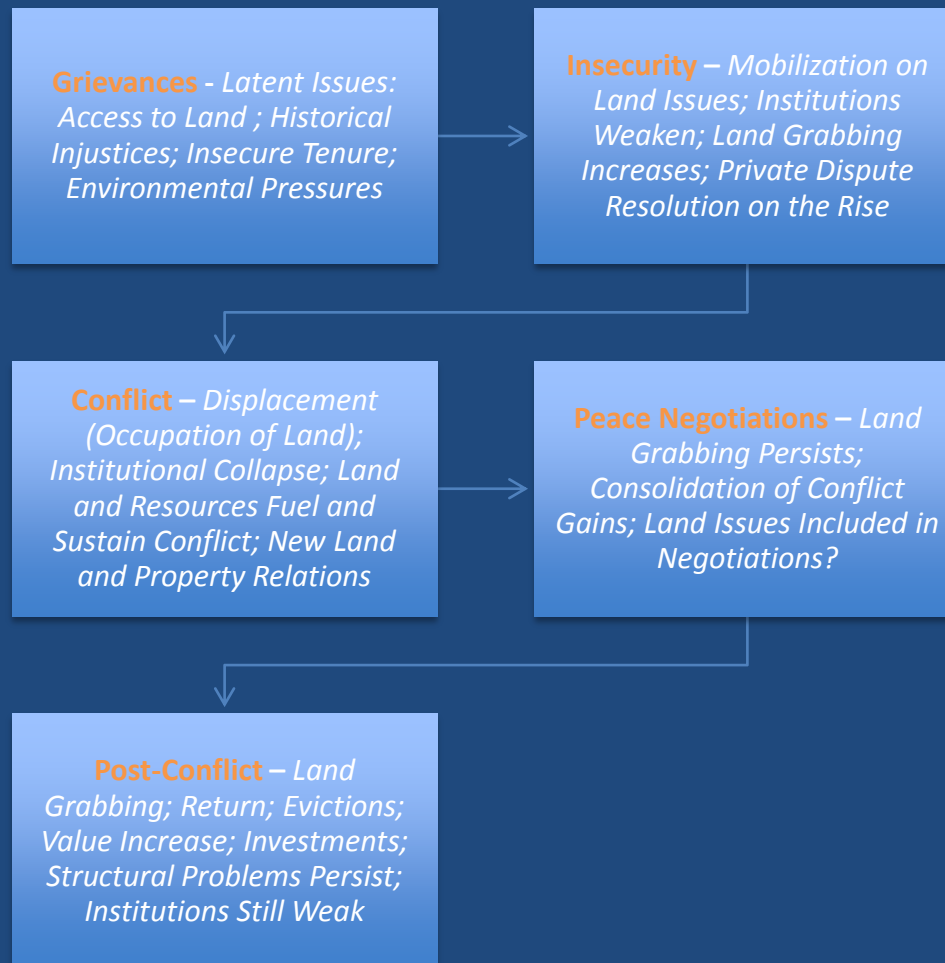 Grievances - Latent Issues:
Access to Land ; Historical
Injustices; Insecure Tenure;
Environmental Pressures
Insecurity – Mobilization on
Land Issues; Institutions
Weaken; Land Grabbing
Increases; Private Dispute
Resolution on the Rise
Conflict – Displacement
(Occupation of Land);
Institutional Collapse; Land
and Resources Fuel and
Sustain Conflict; New Land
and Property Relations
Peace Negotiations – Land
Grabbing Persists;
Consolidation of Conflict
Gains; Land Issues Included in
Negotiations?
Post-Conflict – Land
Grabbing; Return; Evictions;
Value Increase; Investments;
Structural Problems Persist;
Institutions Still Weak